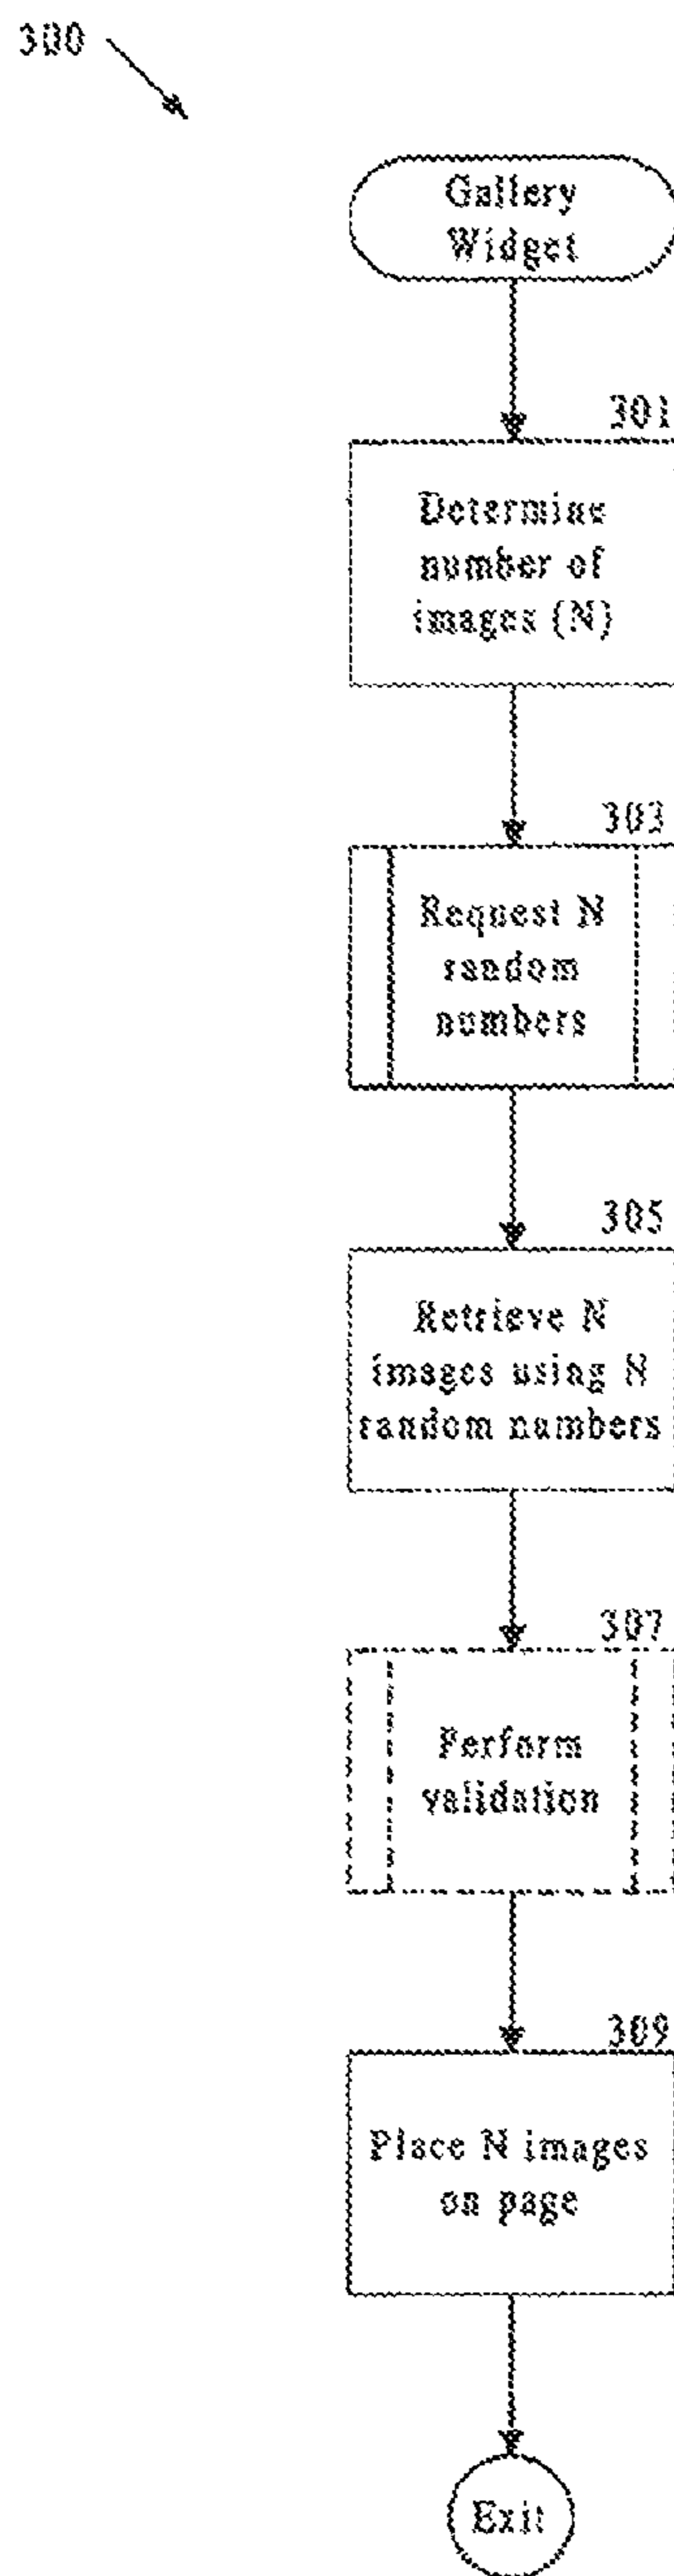 300
Gallery
Widget
301
Determine
number of
images (N)
303
Request N
random
numbers
305
Retrieve N
images using N
random numbers
307
Perform
validation
309
Place N images
on page
Exit